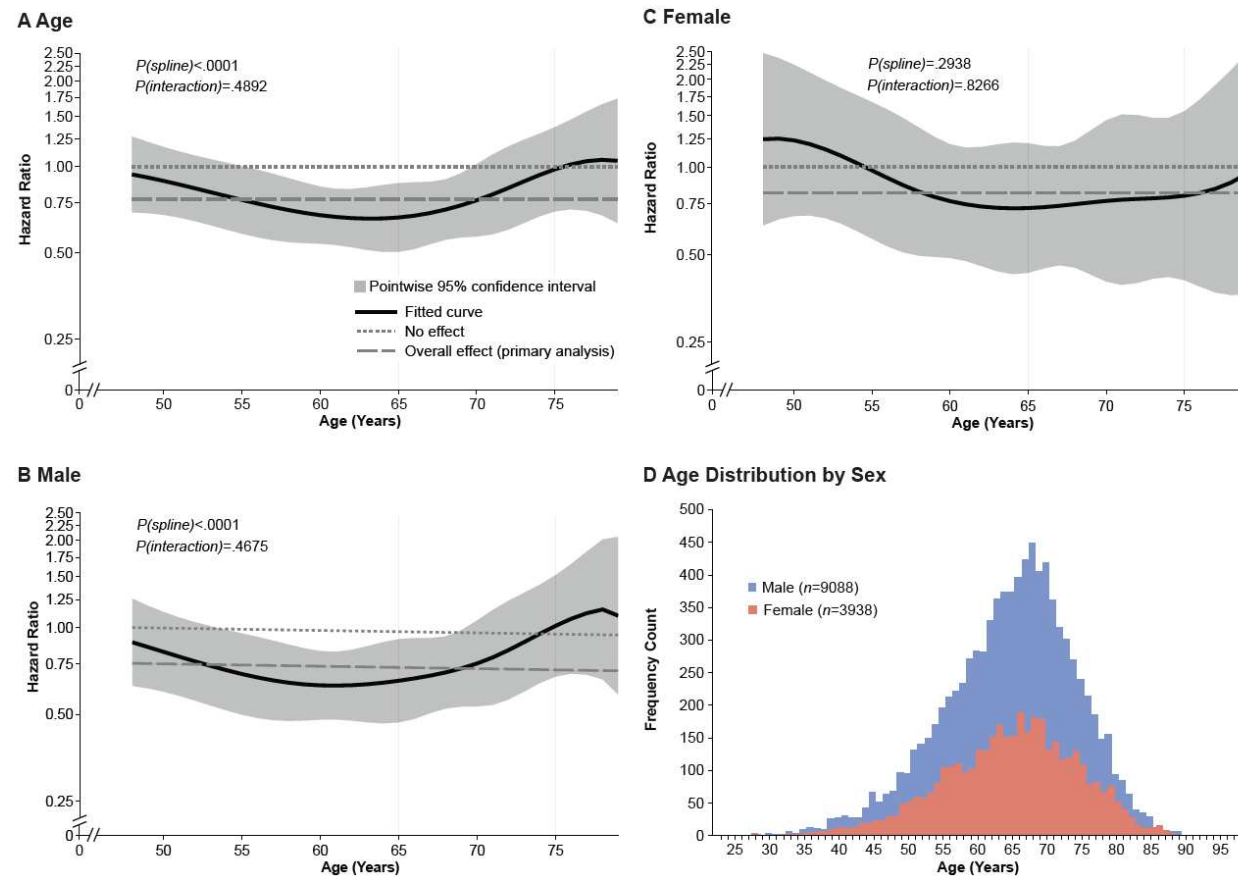 A Age
2.50
2.25
2.00
1.75
1.50
1.25
1.00
0.75
0.50
0.25
0
Hazard Ratio
P(spline)<.0001
P(interaction)=.4892
Pointwise 95% confidence interval
Fitted curve
No effect
Overall effect (primary analysis)
0 50 55 60 65 70 75
Age (Years)
C Female
2.50
2.25
2.00
1.75
1.50
1.25
1.00
0.75
0.50
0.25
0
Hazard Ratio
P(spline)=.2938
P(interaction)=.8266
0 50 55 60 65 70 75
Age (Years)
B Male
2.50
2.25
2.00
1.75
1.50
1.25
1.00
0.75
0.50
0.25
0
Hazard Ratio
P(spline)<.0001
P(interaction)=.4675
0 50 55 60 65 70 75
Age (Years)
D Age Distribution by Sex
500
450
400
350
300
250
200
150
100
50
0
Frequency Count
Male (n=9088)
Female (n=3938)
25 30 35 40 45 50 55 60 65 70 75 80 85 90 95
Age (Years)